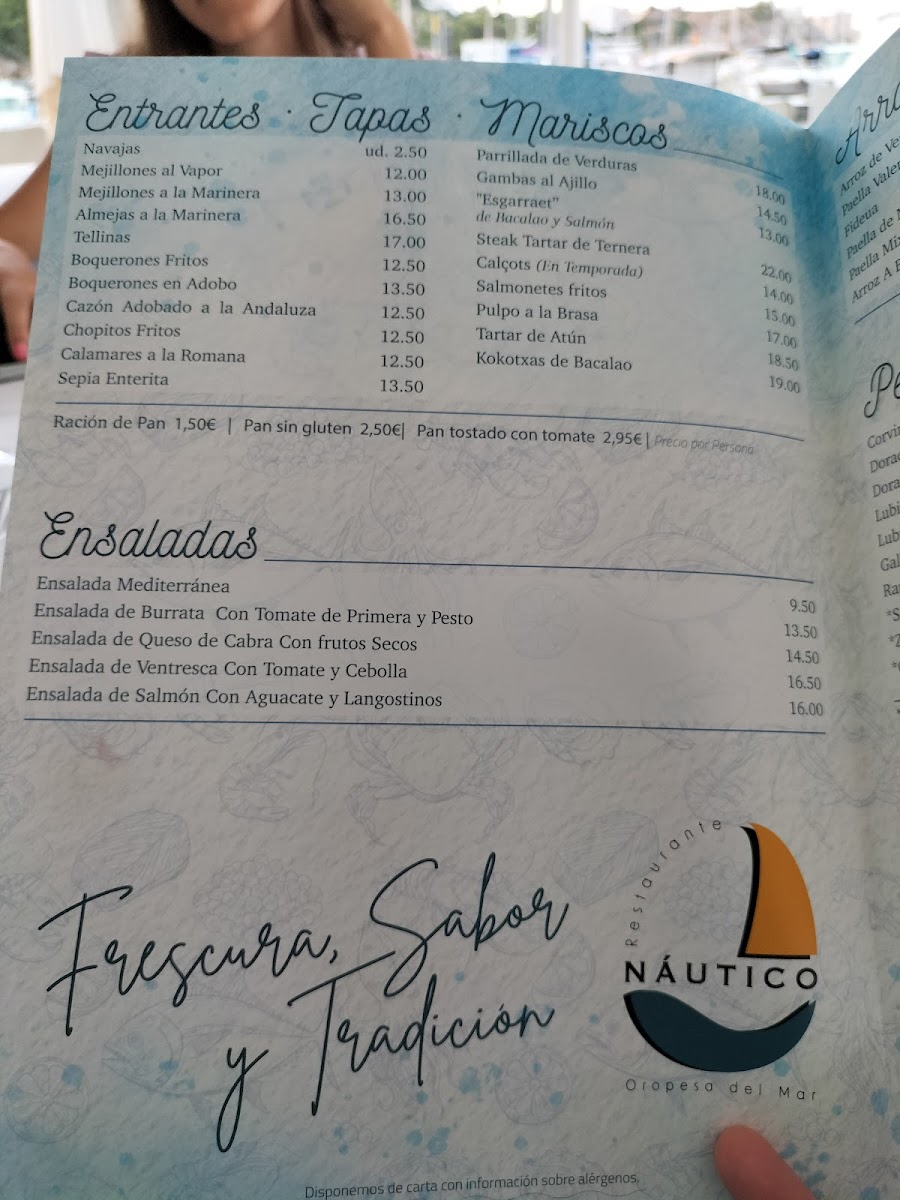 Entrantes · Tapas · Mariscos
Navajas ud. 2.50
Mejillones al Vapor 12.00
Mejillones a la Marinera 13.00
Almejas a la Marinera 16.50
Tellinas 17.00
Boquerones Fritos 12.50
Boquerones en Adobo 13.50
Cazón Adobado a la Andaluza 12.50
Chopitos Fritos 12.50
Calamares a la Romana 12.50
Sepia Enterita 13.50
Parrillada de Verduras 18.00
Gambas al Ajillo 14.50
"Esgarraet" 13.00
de Bacalao y Salmón
Steak Tartar de Ternera 22.00
Calçots (En Temporada) 14.00
Salmonetes fritos 15.00
Pulpo a la Brasa 17.00
Tartar de Atún 18.50
Kokotxas de Bacalao 19.00
Ración de Pan 1,50€ | Pan sin gluten 2,50€| Pan tostado con tomate 2,95€ | Precio por Persona
Ensaladas
Ensalada Mediterránea 9.50
Ensalada de Burrata Con Tomate de Primera y Pesto 13.50
Ensalada de Queso de Cabra Con frutos Secos 14.50
Ensalada de Ventresca Con Tomate y Cebolla 16.50
Ensalada de Salmón Con Aguacate y Langostinos 16.00
Frescura, Sabor
y Tradición
Restaurante
NÁUTICO
Oropesa del Mar
Disponemos de carta con información sobre alérgenos.
Arroz de
Paella
Fideua
Paella de
Paella
Arroz A